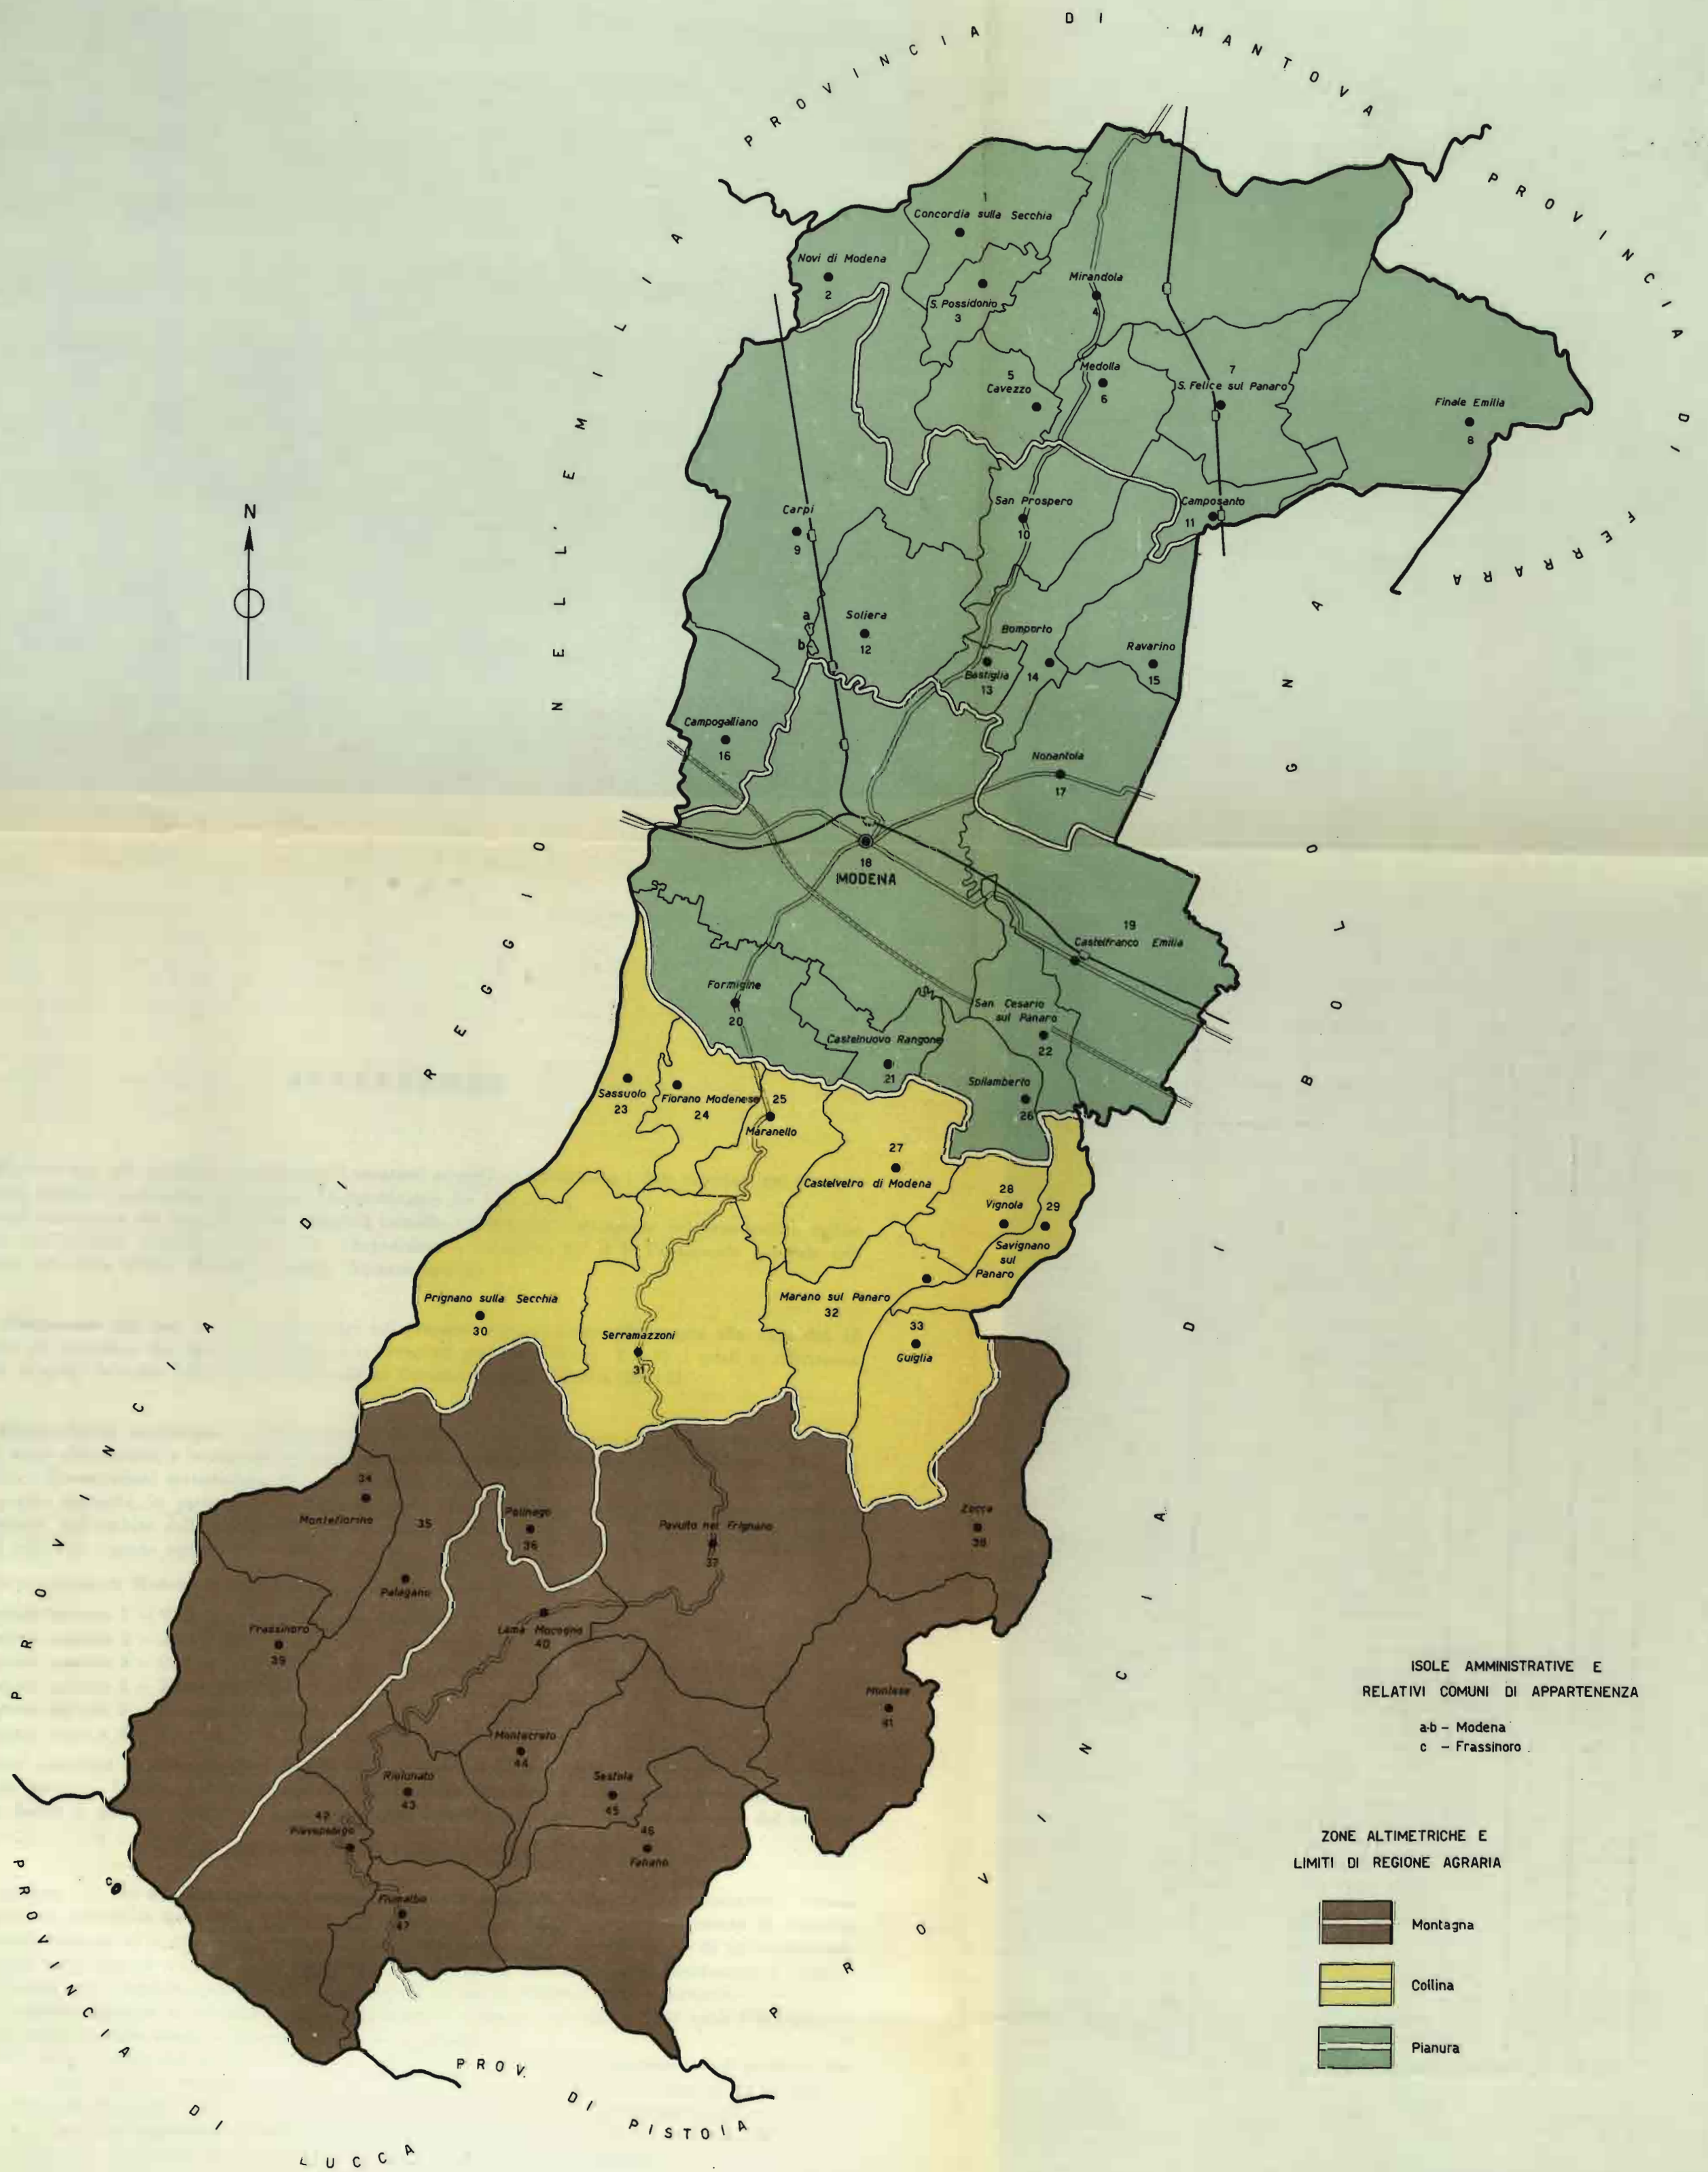 PROVINCIA DI MANTOVA
PROVINCIA DI FERRARA
PROVINCIA DI BOLOGNA
PROVINCIA DI REGGIO NELL'EMILIA
PROVINCIA DI LUCCA
PROV. DI PISTOIA
N
1
Concordia sulla Secchia
Novi di Modena
2
S. Possidonio
3
Mirandola
4
5
Cavezzo
Medolla
6
7
S. Felice sul Panaro
Finale Emilia
8
Carpi
9
San Prospero
10
Camposanto
11
a
b
Soliera
12
Bastiglia
13
Bomporto
14
Ravarino
15
Campogalliano
16
Nonantola
17
18
MODENA
19
Castelfranco Emilia
Formigine
20
Castelnuovo Rangone
21
San Cesario
sul Panaro
22
Sassuolo
23
Fiorano Modenese
24
25
Maranello
Spilamberto
26
27
Castelvetro di Modena
28
Vignola
29
Savignano
sul
Panaro
Prignano sulla Secchia
30
Serramazzoni
31
Marano sul Panaro
32
33
Guiglia
34
Montefiorino
35
Palagano
Polinago
36
Pavullo nel Frignano
37
Zocca
38
Frassinoro
39
Lama Mocogno
40
Montese
41
42
Pievepelago
Riolunato
43
Montecreto
44
Sestola
45
46
Fanano
Fiumalbo
47
c
ISOLE AMMINISTRATIVE E
RELATIVI COMUNI DI APPARTENENZA
a-b – Modena
c – Frassinoro
ZONE ALTIMETRICHE E
LIMITI DI REGIONE AGRARIA
Montagna
Collina
Pianura